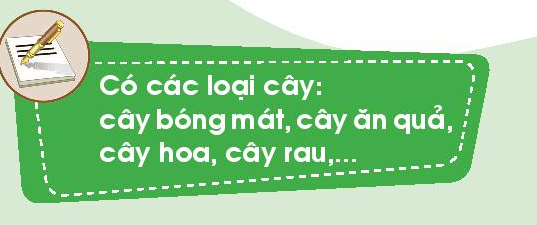 Có các loại cây:
cây bóng mát, cây ăn quả,
cây hoa, cây rau,...